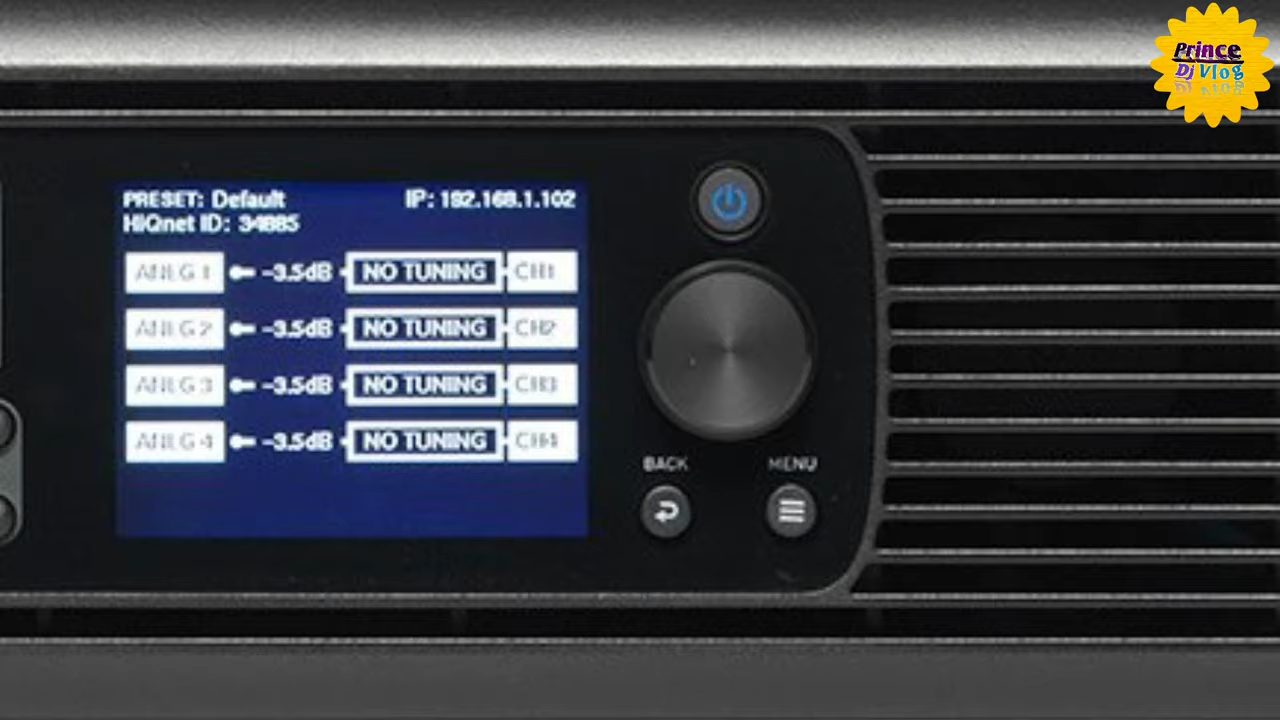 Prince
Dj Vlog
PRESET: Default IP: 192.168.1.102
HiQnet ID: 34885
ANLG 1 -3.5dB NO TUNING CH1
ANLG 2 -3.5dB NO TUNING CH2
ANLG 3 -3.5dB NO TUNING CH3
ANLG 4 -3.5dB NO TUNING CH4
BACK MENU